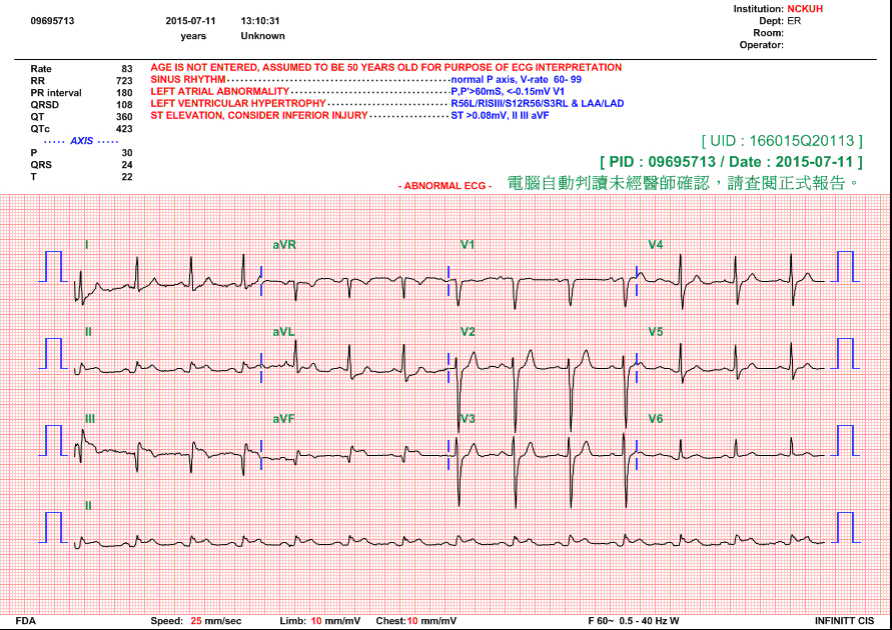 Institution: NCKUH
09695713 2015-07-11 13:10:31 Dept: ER
years Unknown Room:
Operator:
Rate 83 AGE IS NOT ENTERED, ASSUMED TO BE 50 YEARS OLD FOR PURPOSE OF ECG INTERPRETATION
RR 723 SINUS RHYTHM normal P axis, V-rate 60- 99
PR interval 180 LEFT ATRIAL ABNORMALITY P,P'>60mS, <-0.15mV V1
QRSD 108 LEFT VENTRICULAR HYPERTROPHY R56L/RISIII/S12R56/S3RL & LAA/LAD
QT 360 ST ELEVATION, CONSIDER INFERIOR INJURY ST >0.08mV, II III aVF
QTc 423
AXIS
[ UID : 166015Q20113 ]
P 30
QRS 24 [ PID : 09695713 / Date : 2015-07-11 ]
T 22
- ABNORMAL ECG - 電腦自動判讀未經醫師確認，請查閱正式報告。
I aVR V1 V4
II aVL V2 V5
III aVF V3 V6
II
FDA Speed: 25 mm/sec Limb: 10 mm/mV Chest: 10 mm/mV F 60~ 0.5 - 40 Hz W INFINITT CIS